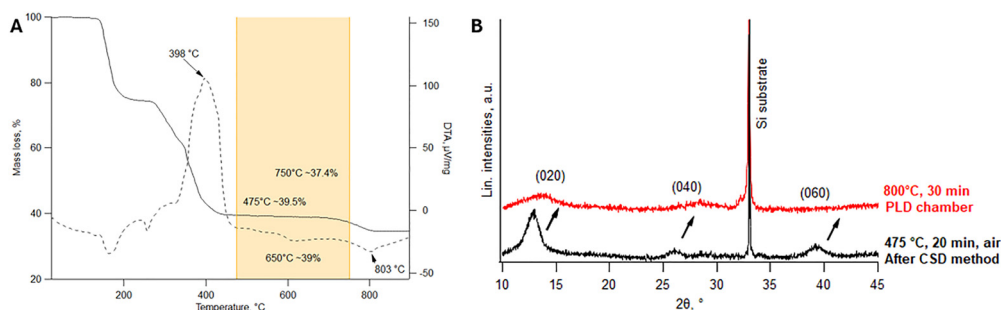 A
100
80
60
40
20
Mass loss, %
398 °C
750°C ~37.4%
475°C ~39.5%
650°C ~39%
803 °C
150
100
50
0
-50
DTA, µV/mg
200
400
600
800
Temperature, °C
B
Lin. intensities, a.u.
(020)
(040)
(060)
Si substrate
800°C, 30 min
PLD chamber
475 °C, 20 min, air
After CSD method
10
15
20
25
30
35
40
45
2θ, °